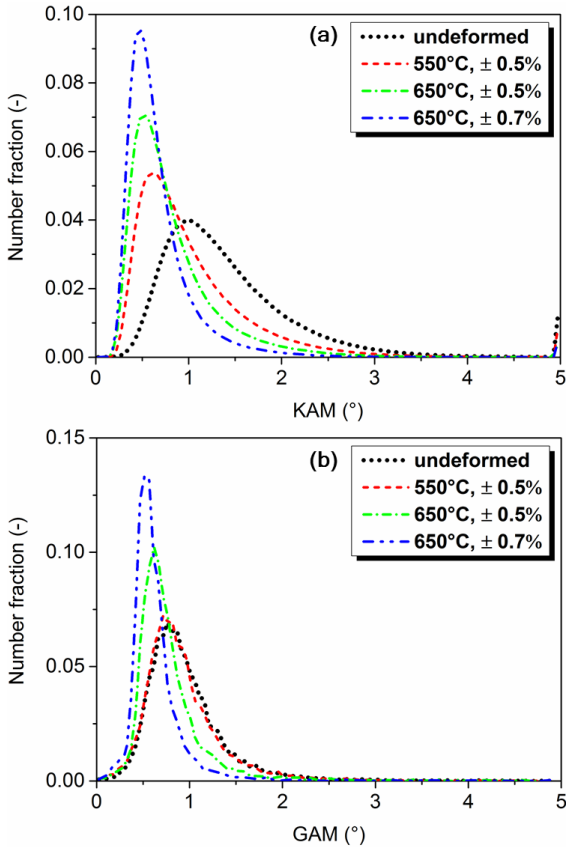 (a)
undeformed
550°C, ± 0.5%
650°C, ± 0.5%
650°C, ± 0.7%
Number fraction (-)
0.10
0.08
0.06
0.04
0.02
0.00
0 1 2 3 4 5
KAM (°)
(b)
undeformed
550°C, ± 0.5%
650°C, ± 0.5%
650°C, ± 0.7%
Number fraction (-)
0.15
0.10
0.05
0.00
0 1 2 3 4 5
GAM (°)